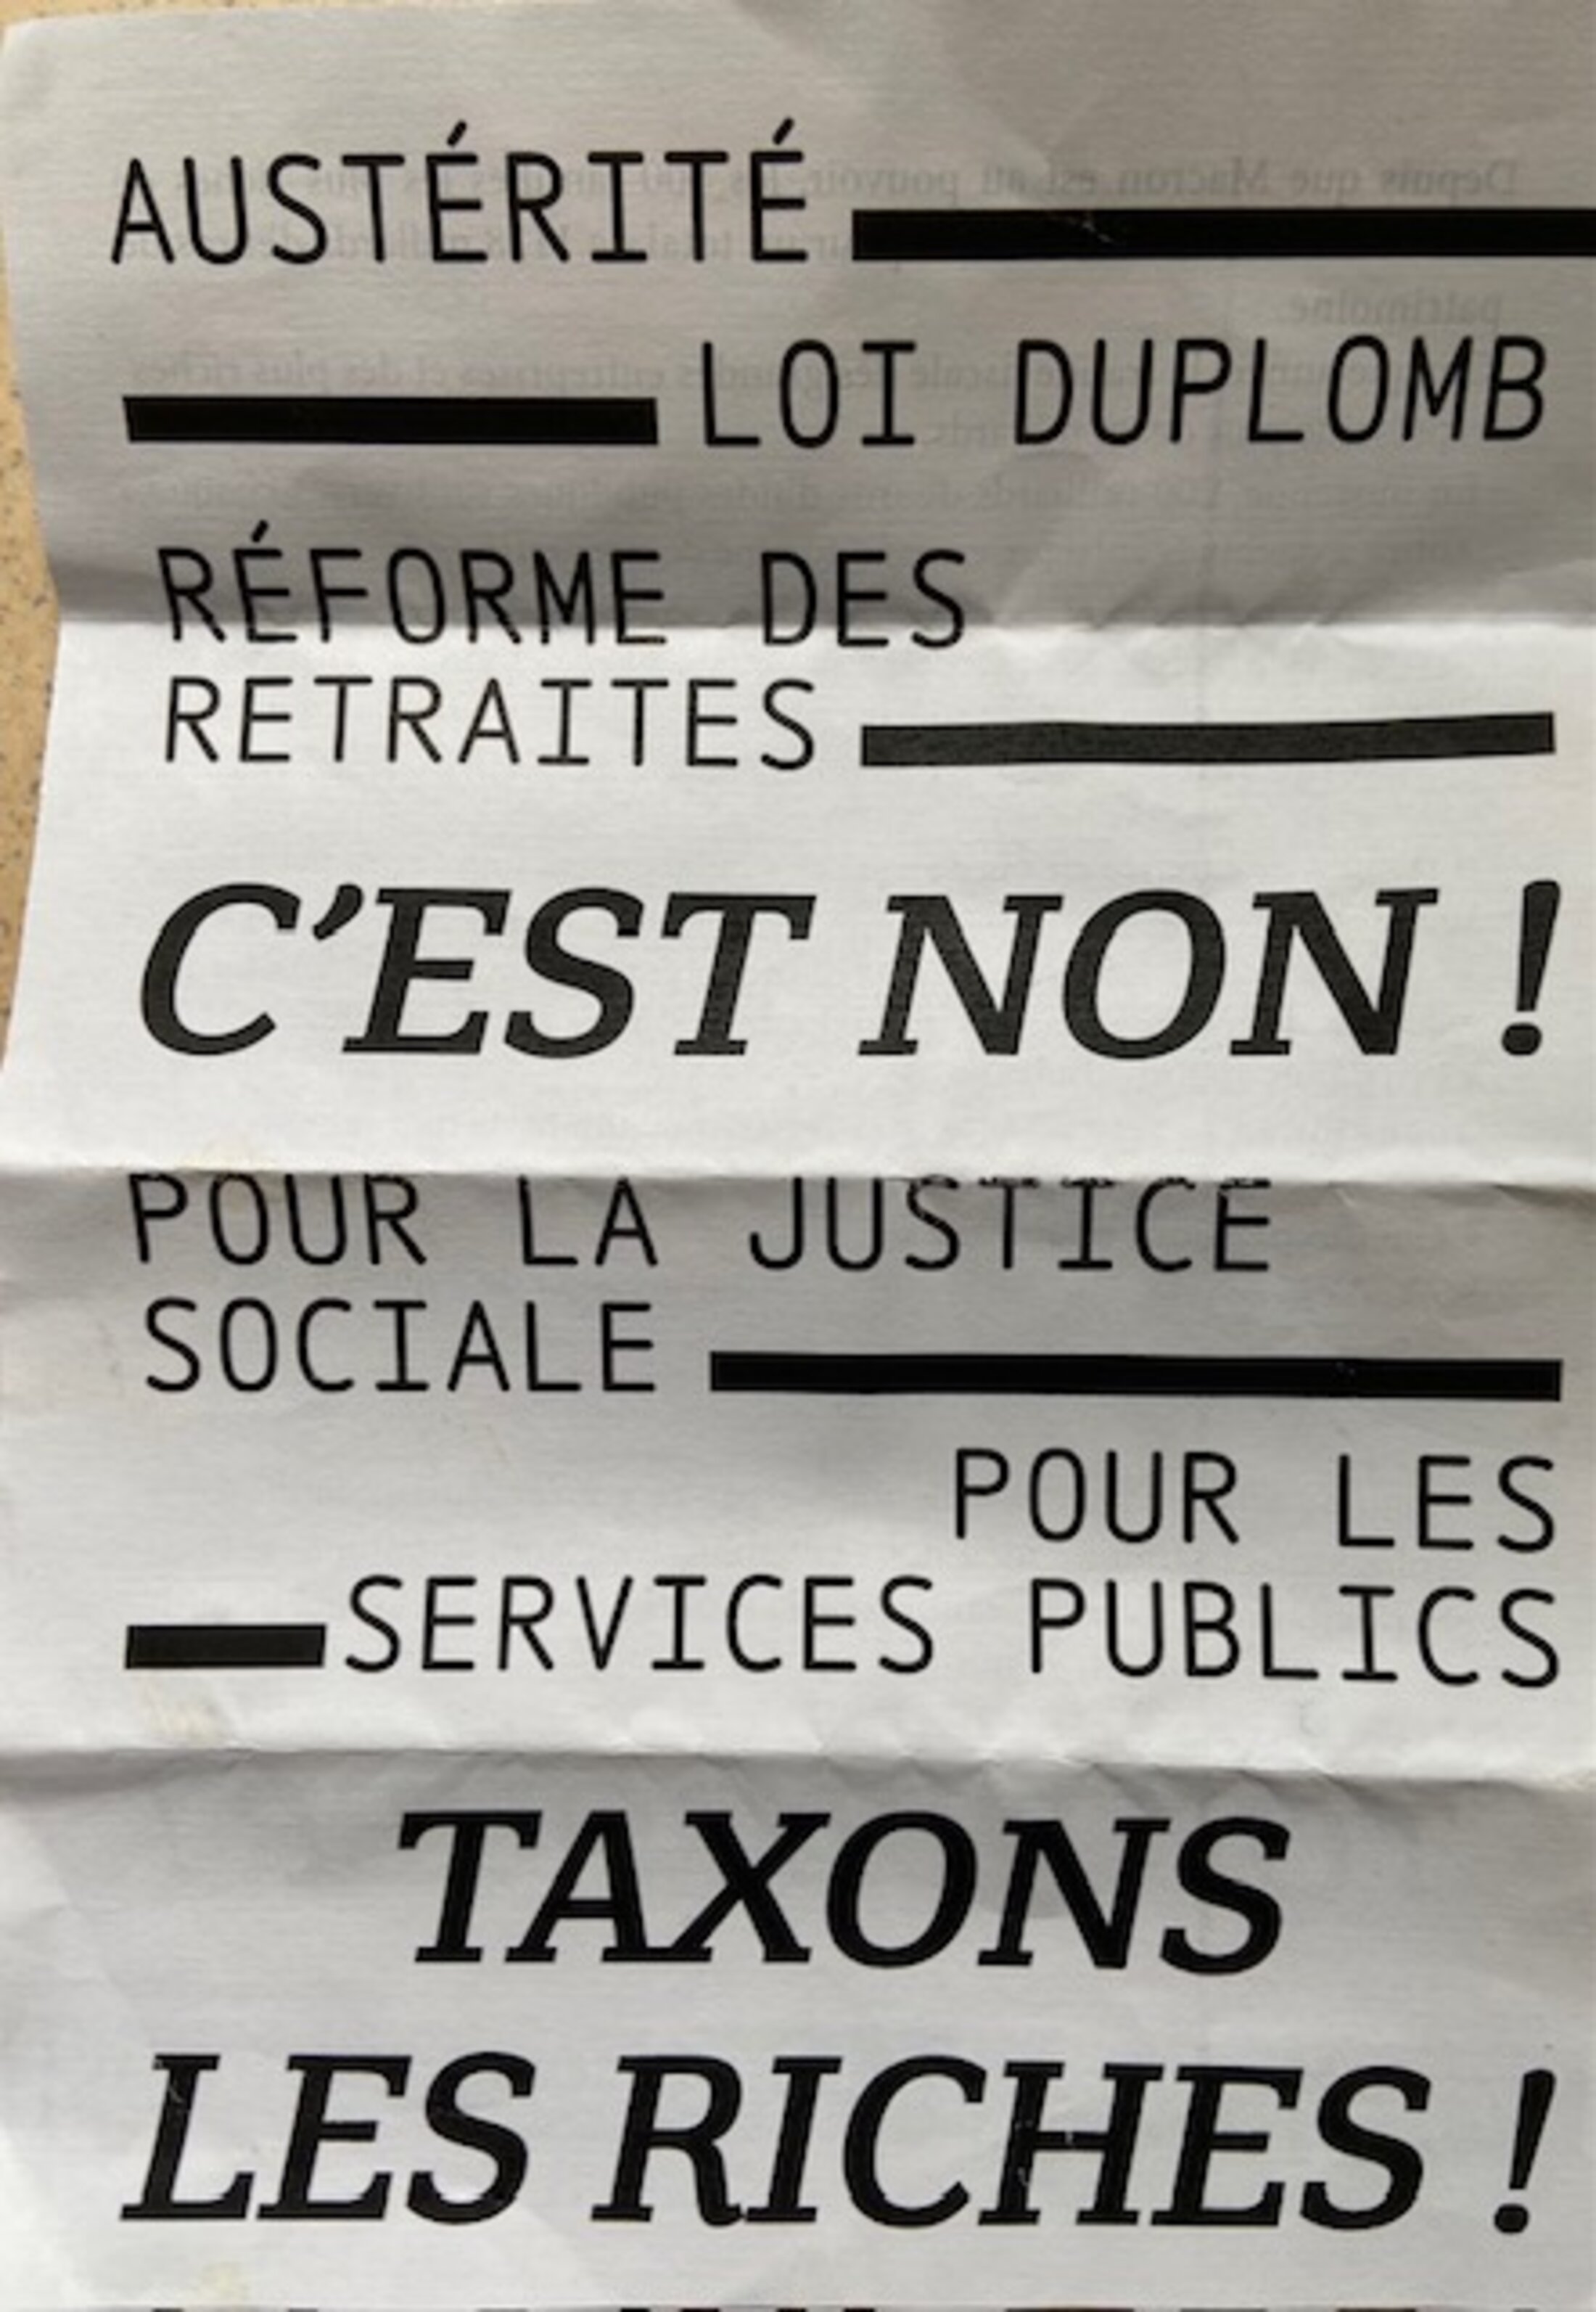 AUSTÉRITÉ
LOI DUPLOMB
RÉFORME DES
RETRAITES
C'EST NON !
POUR LA JUSTICE
SOCIALE
POUR LES
SERVICES PUBLICS
TAXONS
LES RICHES !